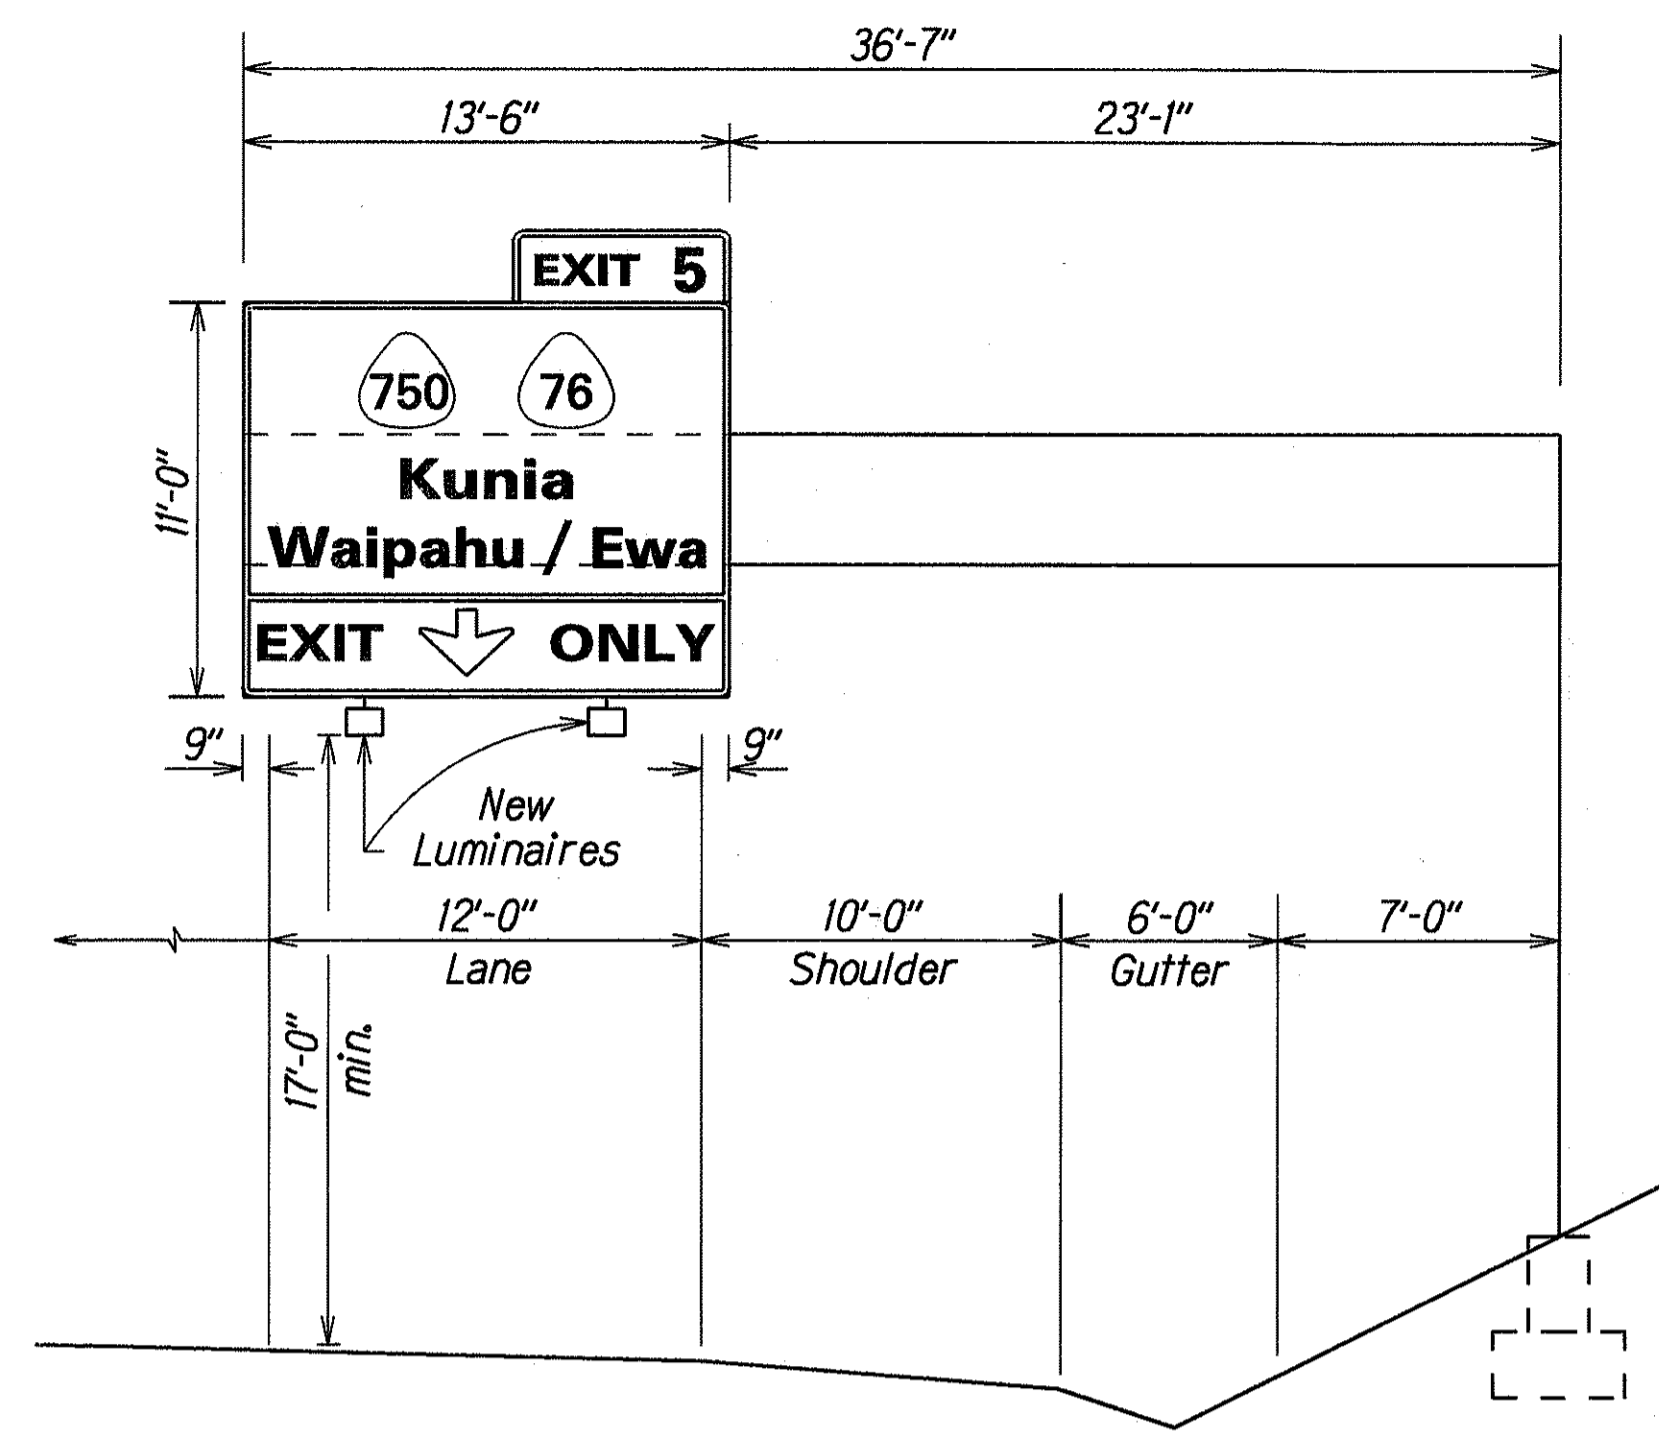 36'-7"
13'-6"
23'-1"
EXIT 5
750 76
Kunia
Waipahu / Ewa
EXIT ONLY
11'-0"
9"
9"
New
Luminaires
12'-0"
10'-0"
6'-0"
7'-0"
Lane
Shoulder
Gutter
17'-0"
min.